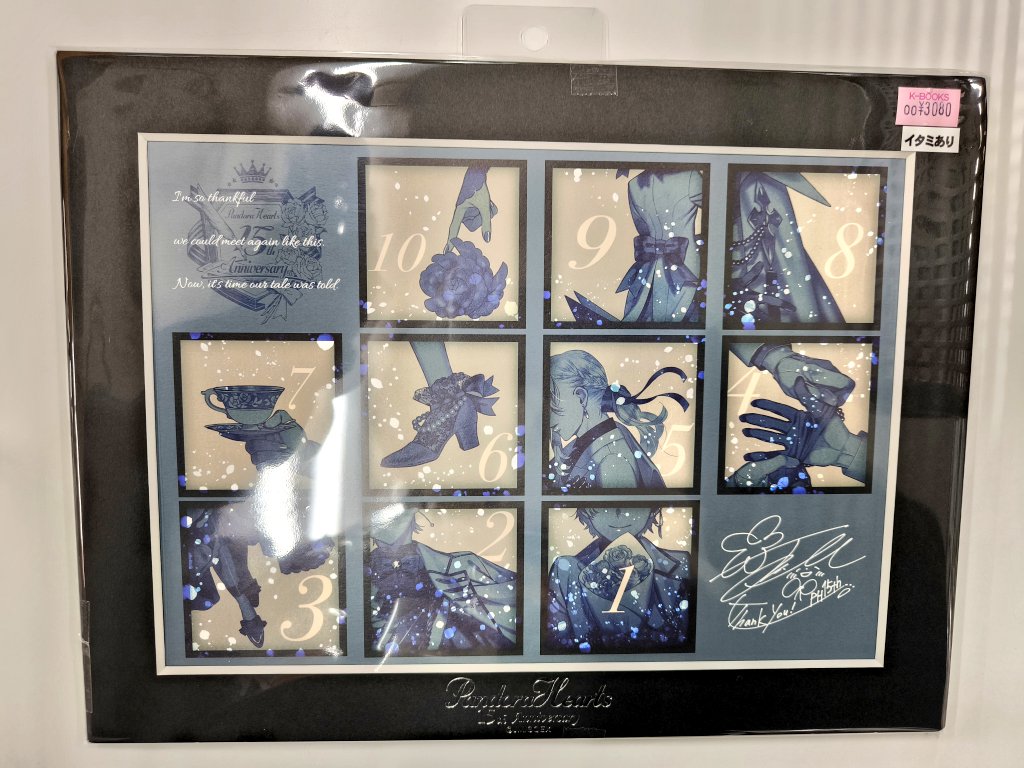 K-BOOKS
00¥3080
イタミあり
I'm so thankful
Pandora Hearts
we could meet again like this.
15th
Anniversary
Now, it's time our tale was told
10
9
8
7
6
5
4
3
2
1
PH15th
Thank You!
Pandora Hearts
15th Anniversary